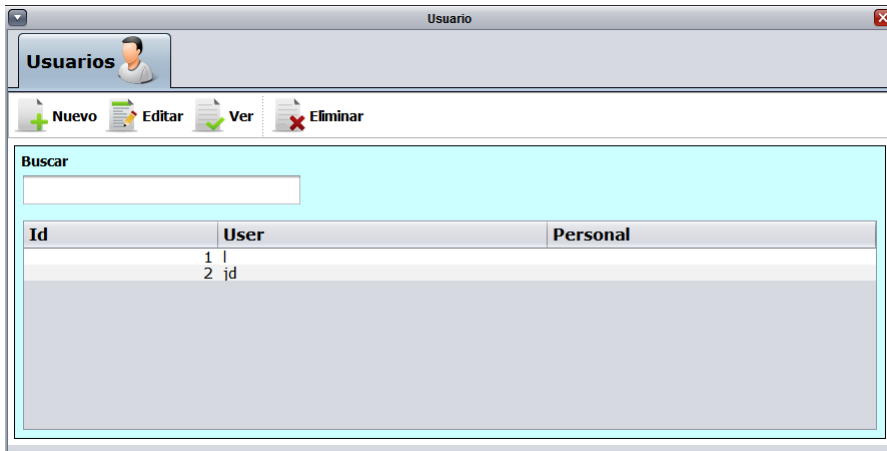 Usuario
Usuarios
Nuevo Editar Ver Eliminar
Buscar
Id User Personal
1 l
2 jd